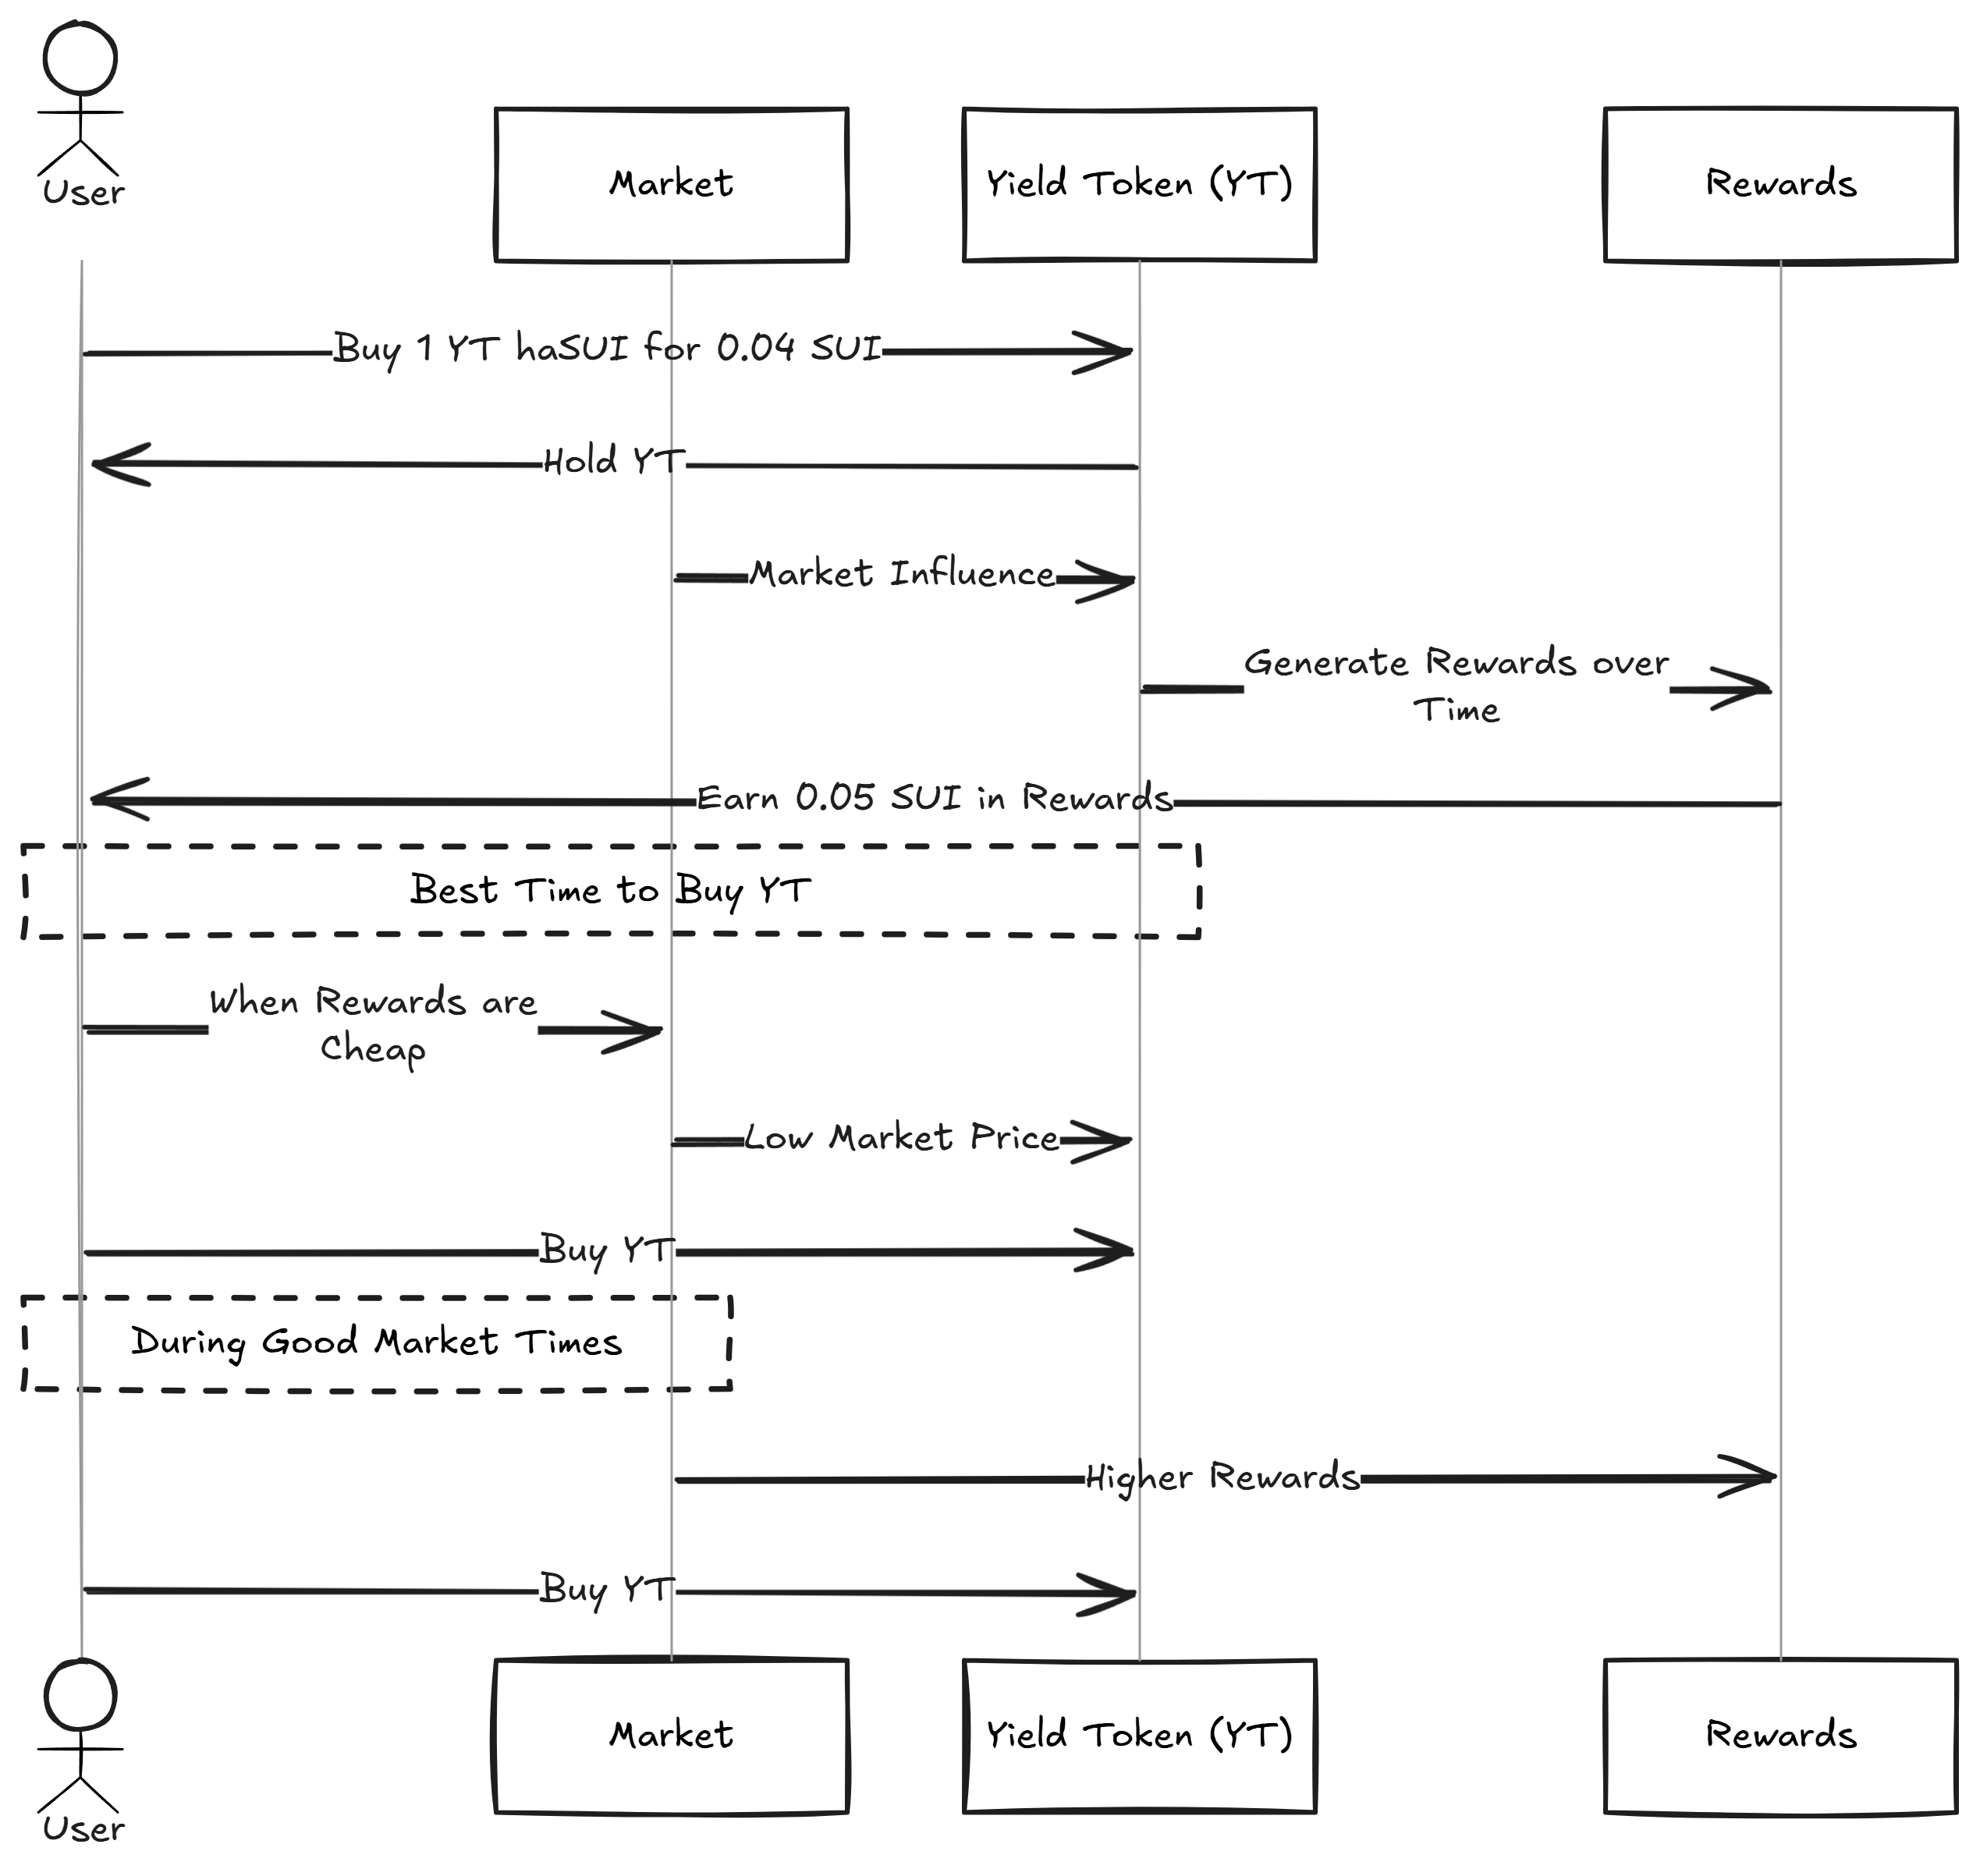 User
Market
Yield Token (YT)
Rewards
Buy 1 YT haSUI for 0.04 SUI
Hold YT
Market Influence
Generate Rewards over
Time
Earn 0.05 SUI in Rewards
Best Time to Buy YT
When Rewards are
Cheap
Low Market Price
Buy YT
During Good Market Times
Higher Rewards
Buy YT
Market
Yield Token (YT)
Rewards
User